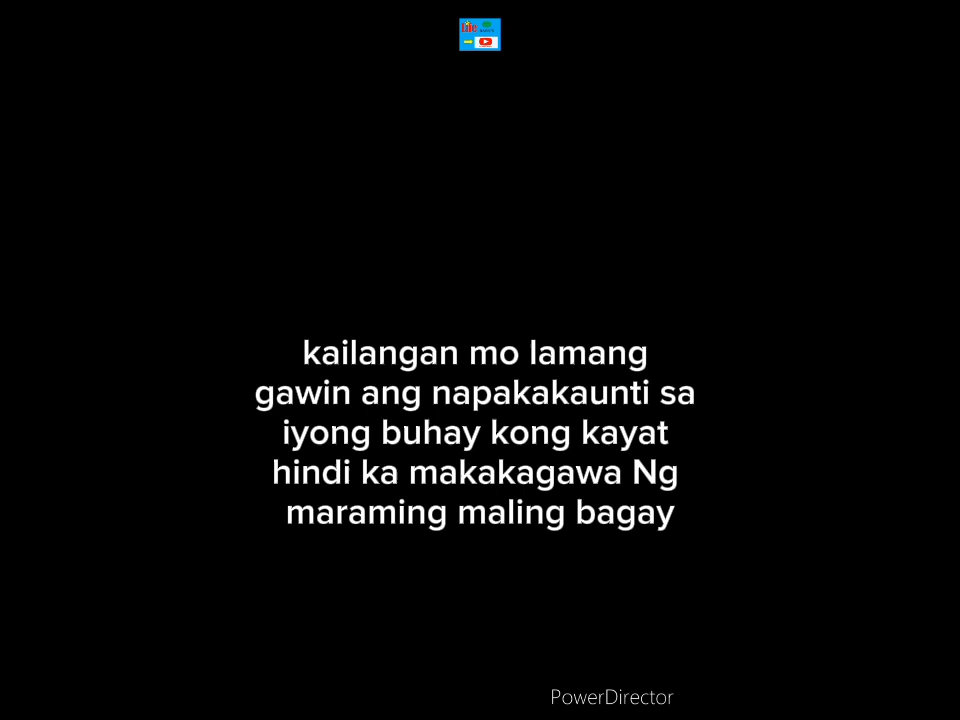 Life
kailangan mo lamang
gawin ang napakakaunti sa
iyong buhay kong kayat
hindi ka makakagawa Ng
maraming maling bagay
PowerDirector